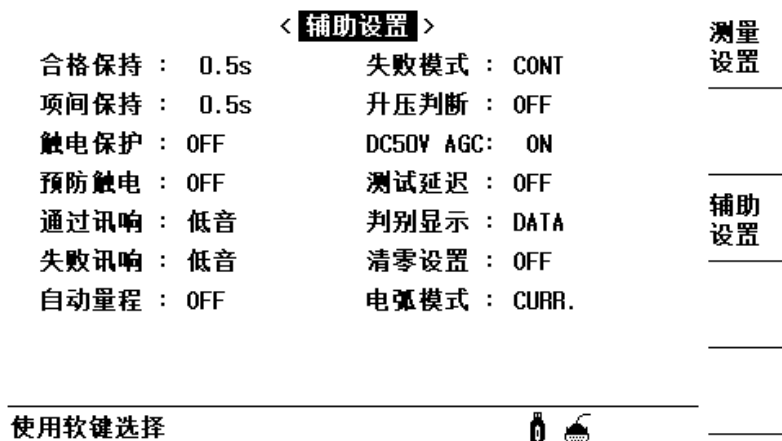 < 辅助设置 >
合格保持 : 0.5s 失败模式 : CONT
项间保持 : 0.5s 升压判断 : OFF
触电保护 : OFF DC50V AGC: ON
预防触电 : OFF 测试延迟 : OFF
通过讯响 : 低音 判别显示 : DATA
失败讯响 : 低音 清零设置 : OFF
自动量程 : OFF 电弧模式 : CURR.
使用软键选择
测量
设置
辅助
设置